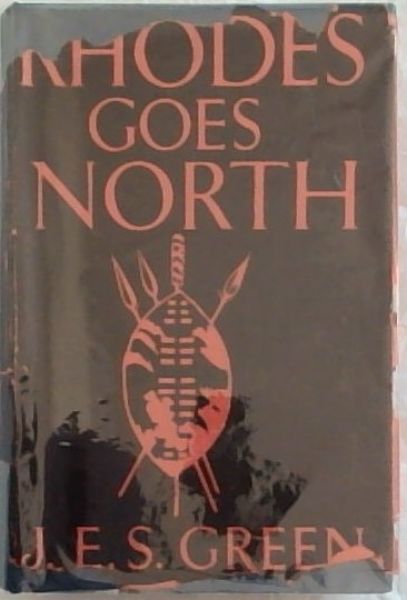 RHODES
GOES
NORTH
J. E. S. GREEN